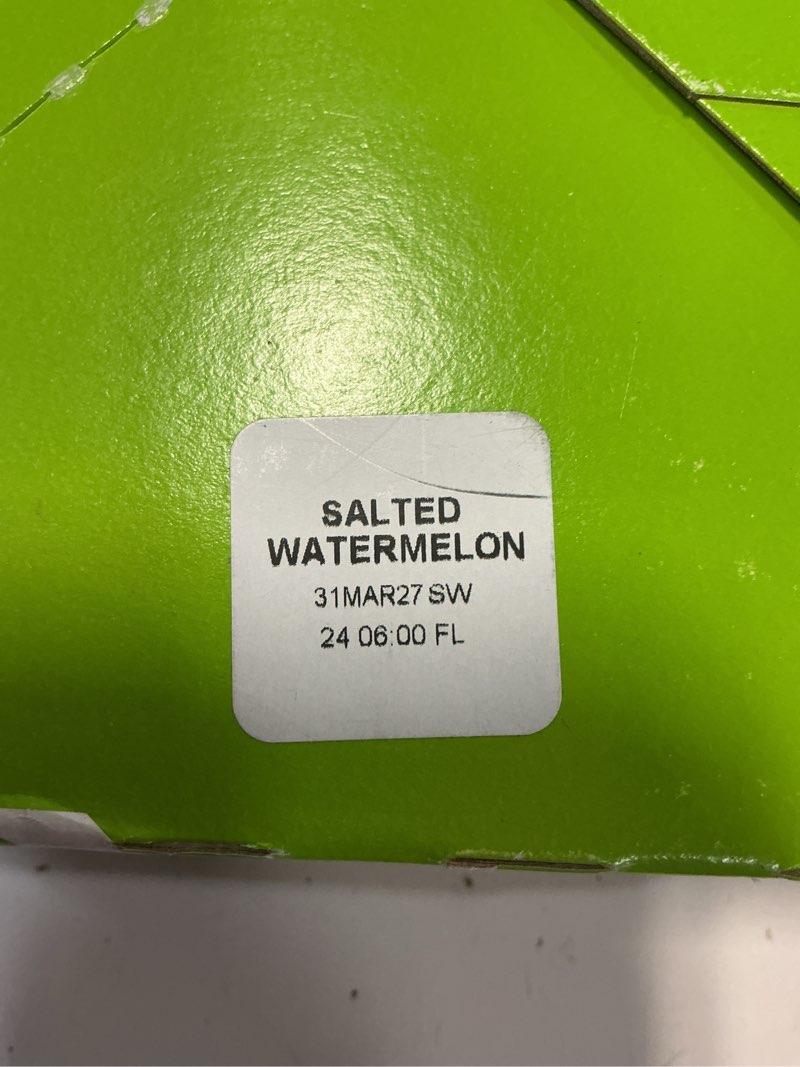 SALTED
WATERMELON
31MAR27 SW
24 06:00 FL